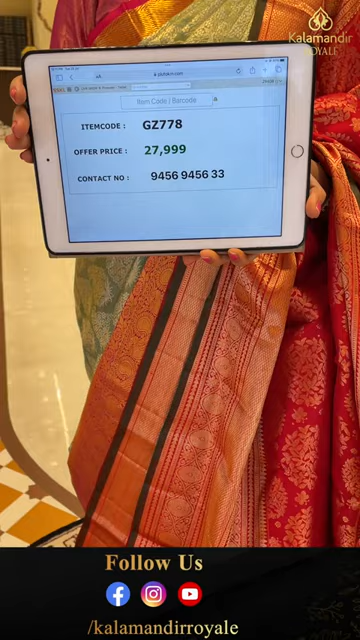 Kalamandir
ROYALE
Item Code | Barcode
ITEMCODE : GZ778
OFFER PRICE : 27,999
CONTACT NO : 9456 9456 33
Follow Us
/kalamandirroyale